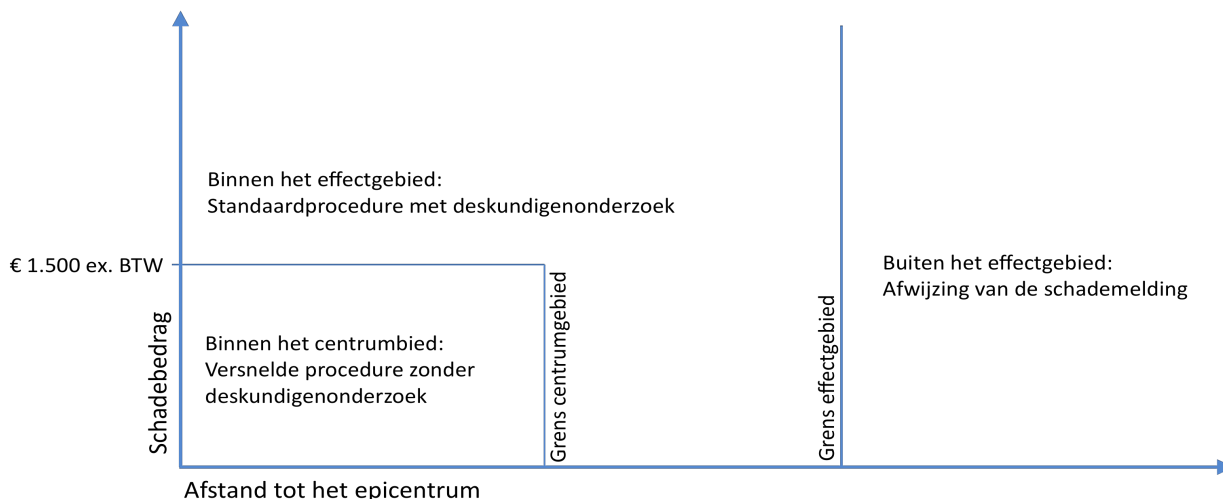 Binnen het effectgebied:
Standaardprocedure met deskundigenonderzoek
€ 1.500 ex. BTW
Buiten het effectgebied:
Afwijzing van de schademelding
Schadebedrag
Binnen het centrumbied:
Versnelde procedure zonder
deskundigenonderzoek
Grens centrumgebied
Grens effectgebied
Afstand tot het epicentrum